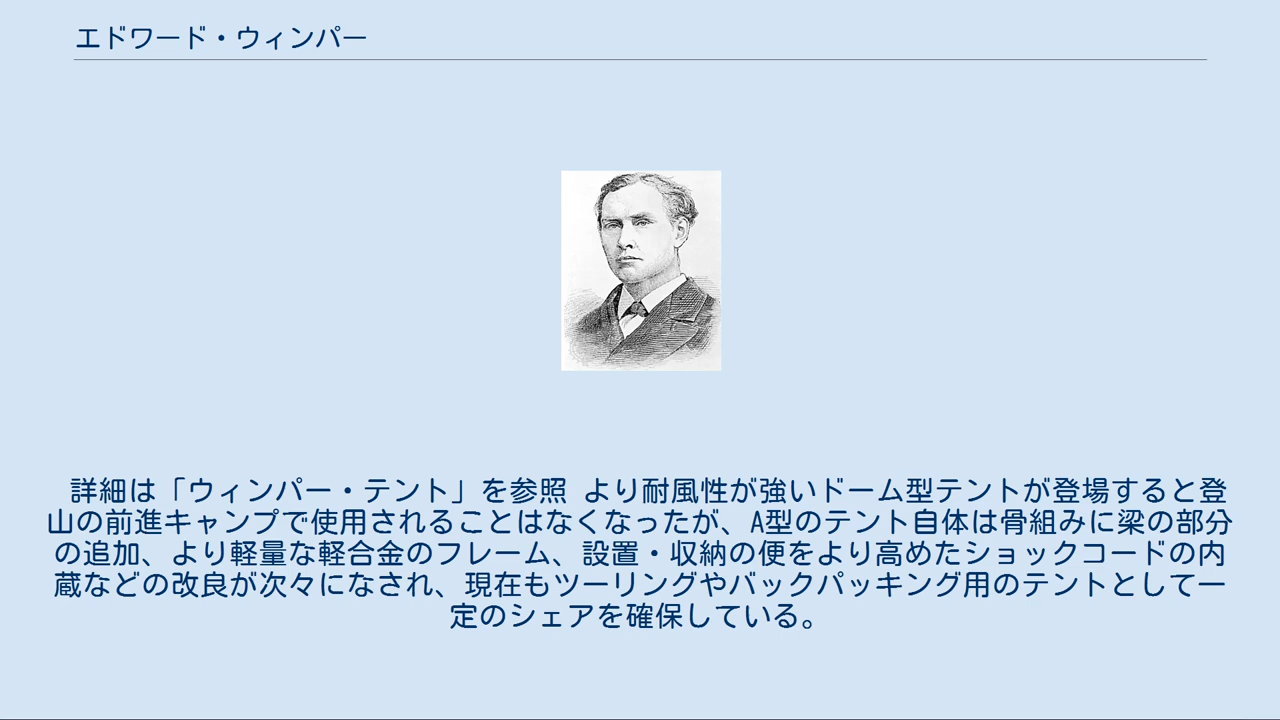 エドワード・ウィンパー
詳細は「ウィンパー・テント」を参照 より耐風性が強いドーム型テントが登場すると登
山の前進キャンプで使用されることはなくなったが、A型のテント自体は骨組みに梁の部分
の追加、より軽量な軽合金のフレーム、設置・収納の便をより高めたショックコードの内
蔵などの改良が次々になされ、現在もツーリングやバックパッキング用のテントとして一
定のシェアを確保している。